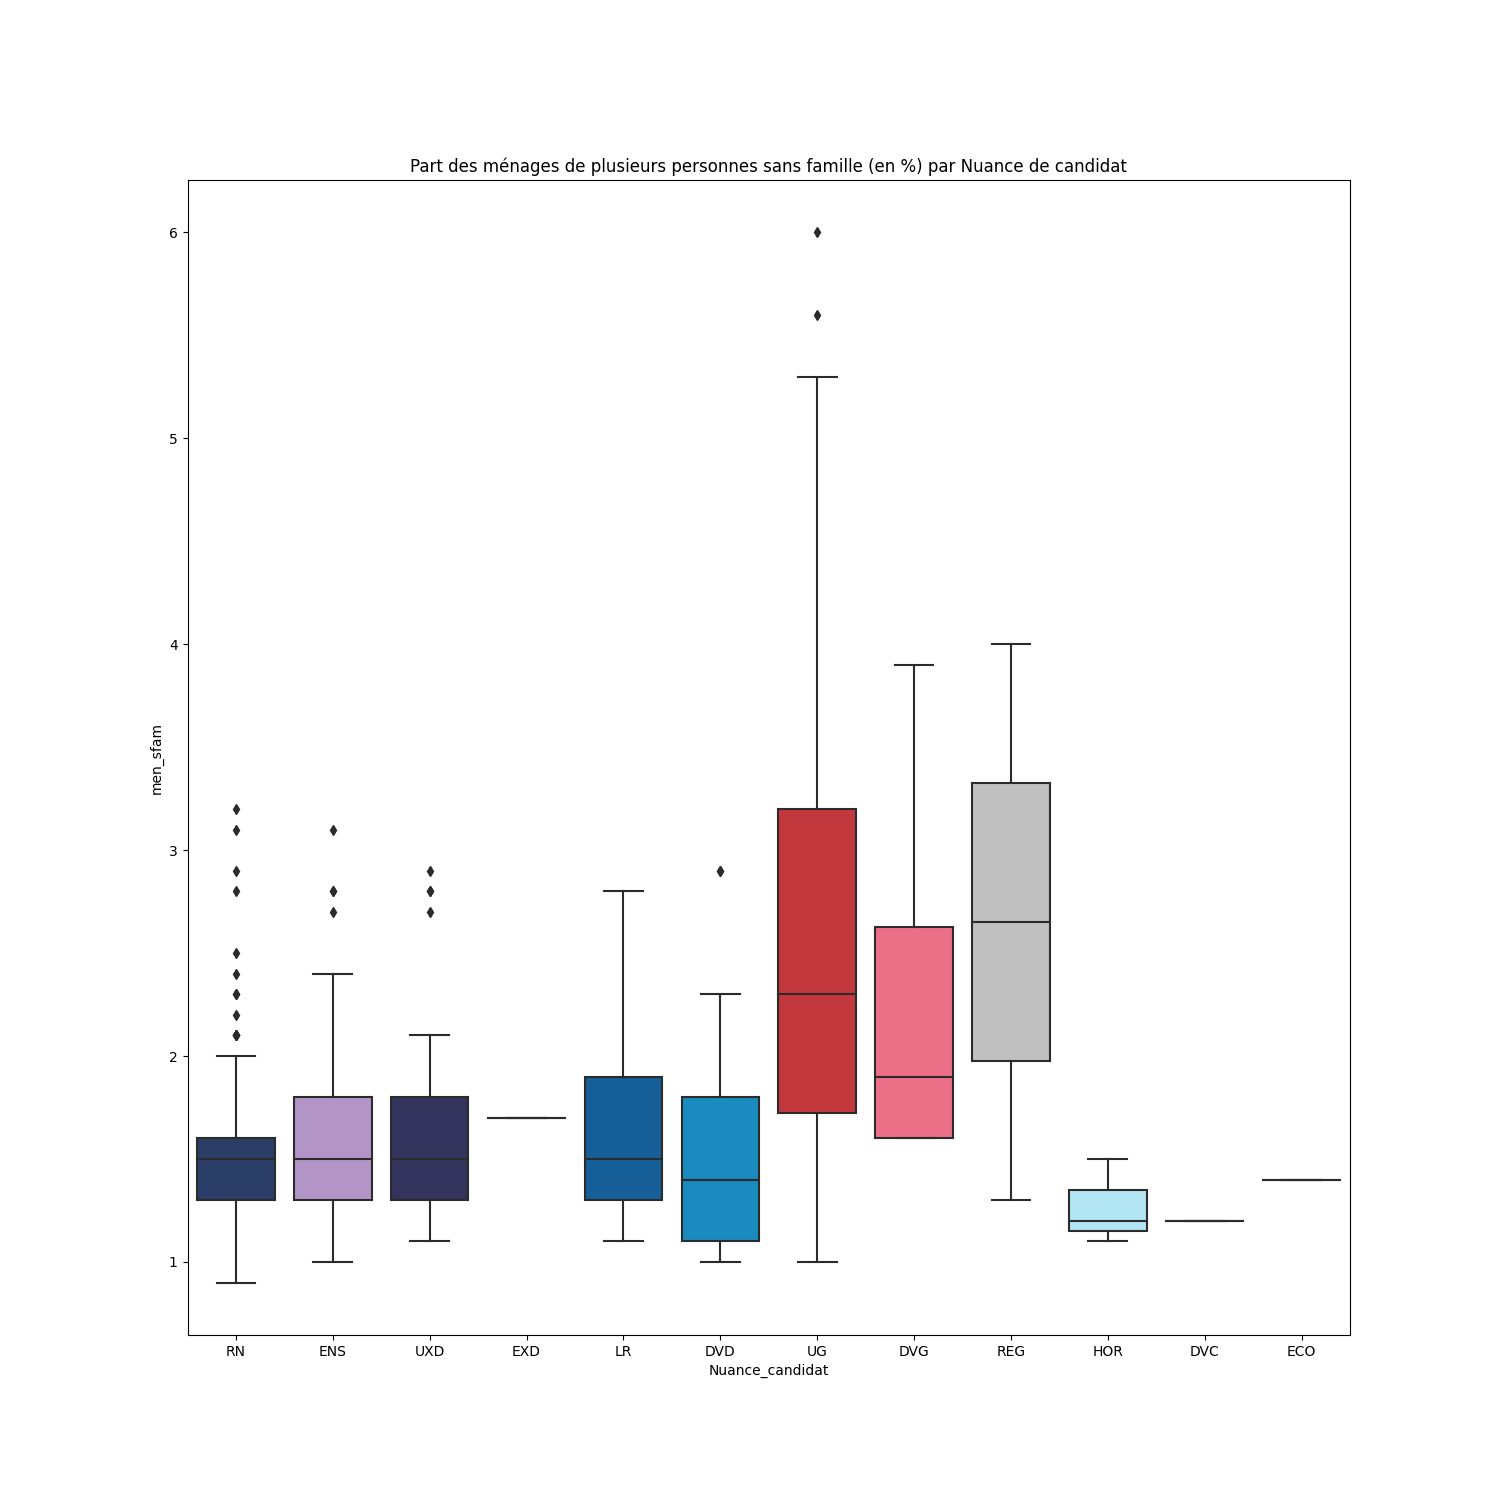 Part des ménages de plusieurs personnes sans famille (en %) par Nuance de candidat
6
5
4
3
2
1
men_sfam
RN ENS UXD EXD LR DVD UG DVG REG HOR DVC ECO
Nuance_candidat